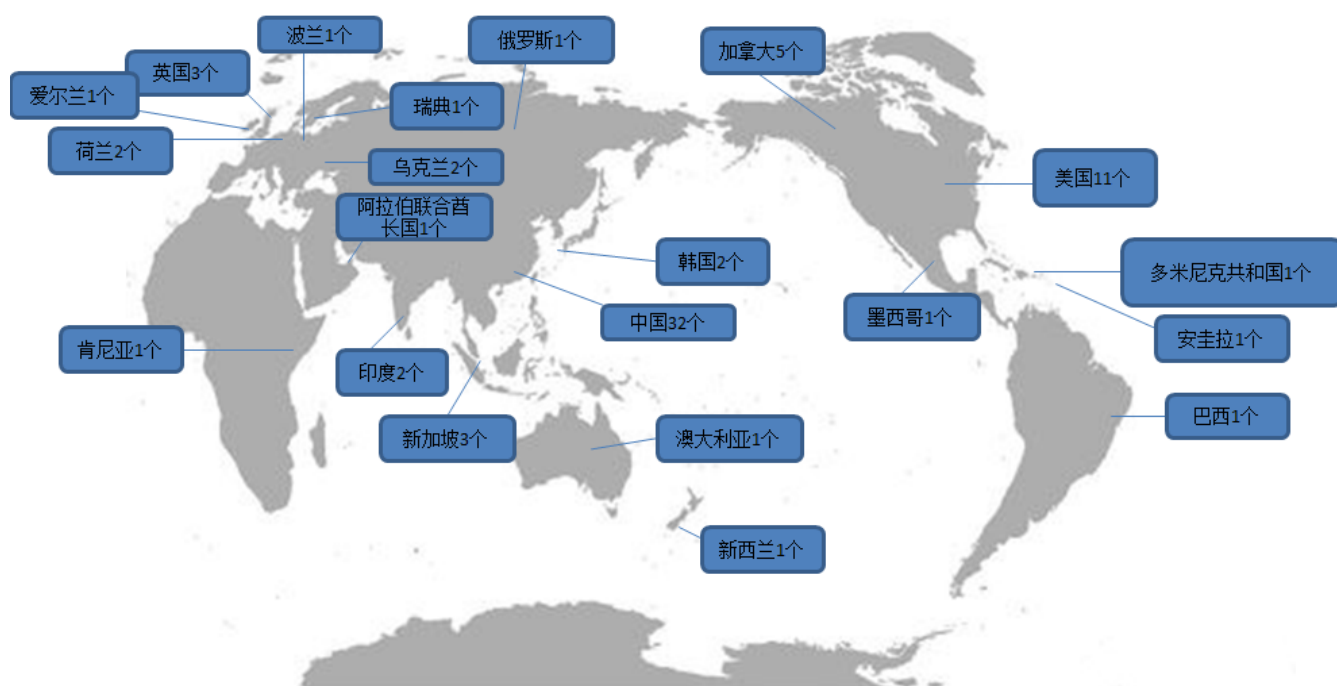 波兰1个
俄罗斯1个
加拿大5个
英国3个
爱尔兰1个
瑞典1个
荷兰2个
乌克兰2个
美国11个
阿拉伯联合酋
长国1个
韩国2个
多米尼克共和国1个
中国32个
墨西哥1个
安圭拉1个
肯尼亚1个
印度2个
巴西1个
新加坡3个
澳大利亚1个
新西兰1个